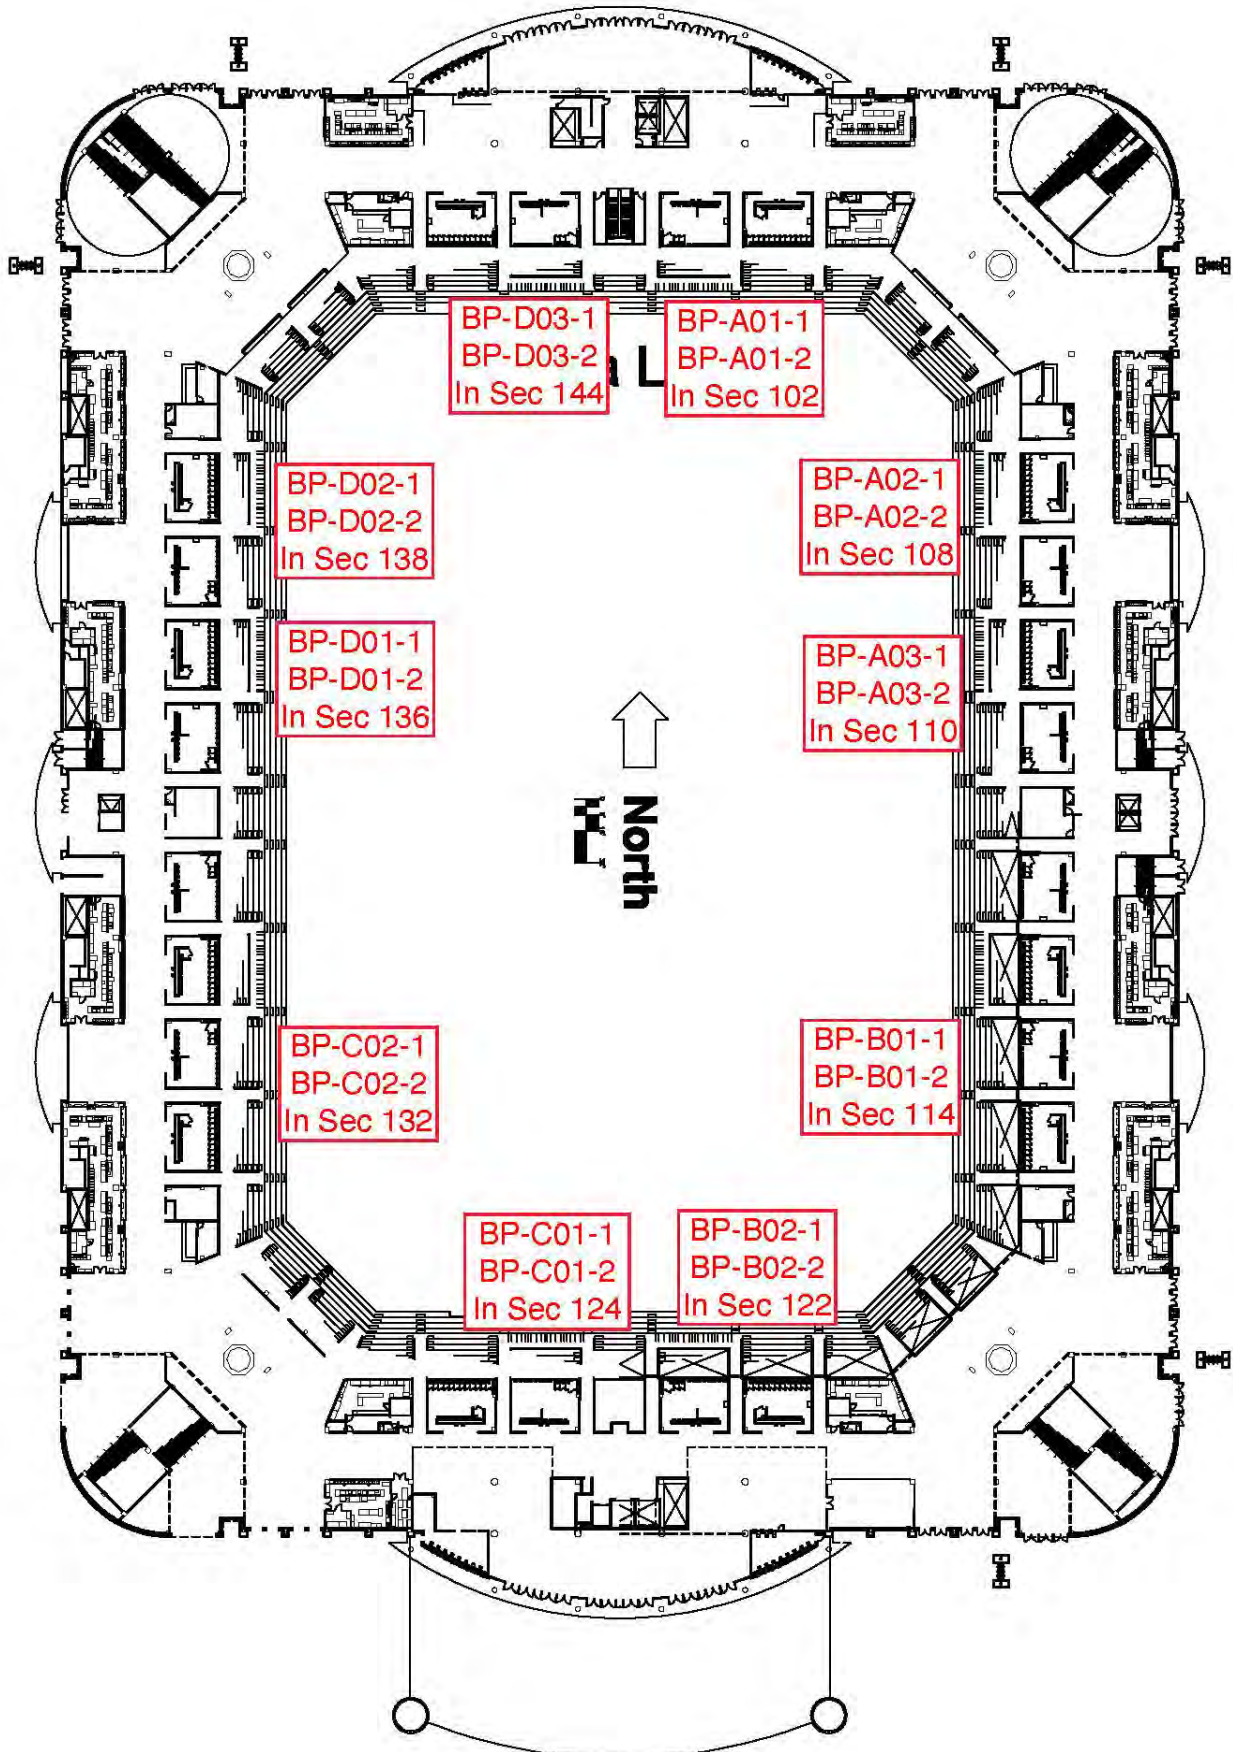 BP-D03-1
BP-D03-2
In Sec 144
BP-A01-1
BP-A01-2
In Sec 102
BP-D02-1
BP-D02-2
In Sec 138
BP-A02-1
BP-A02-2
In Sec 108
BP-D01-1
BP-D01-2
In Sec 136
BP-A03-1
BP-A03-2
In Sec 110
North
BP-C02-1
BP-C02-2
In Sec 132
BP-B01-1
BP-B01-2
In Sec 114
BP-C01-1
BP-C01-2
In Sec 124
BP-B02-1
BP-B02-2
In Sec 122